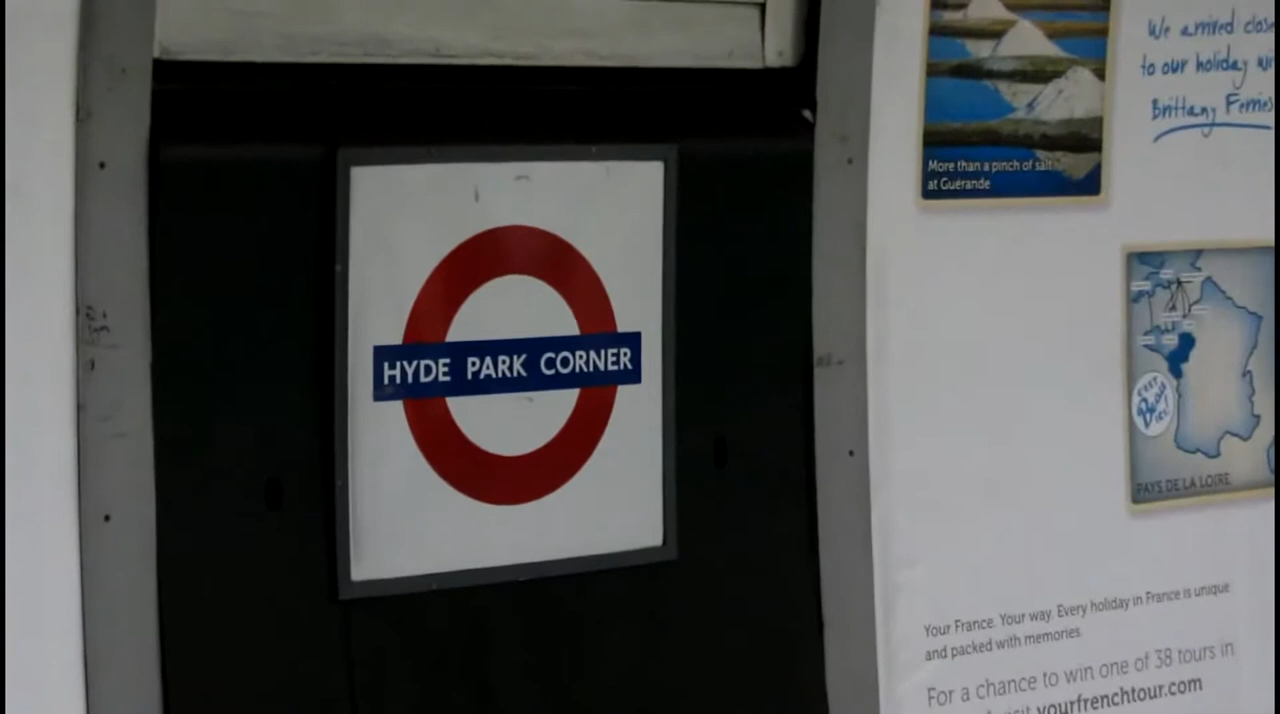 HYDE PARK CORNER
We arrived close
to our holiday
Brittany Ferries
More than a pinch of salt
at Guérande
PAYS DE LA LOIRE
Your France. Your way. Every holiday in France is unique
and packed with memories.
For a chance to win one of 38 tours in
yourfrenchtour.com